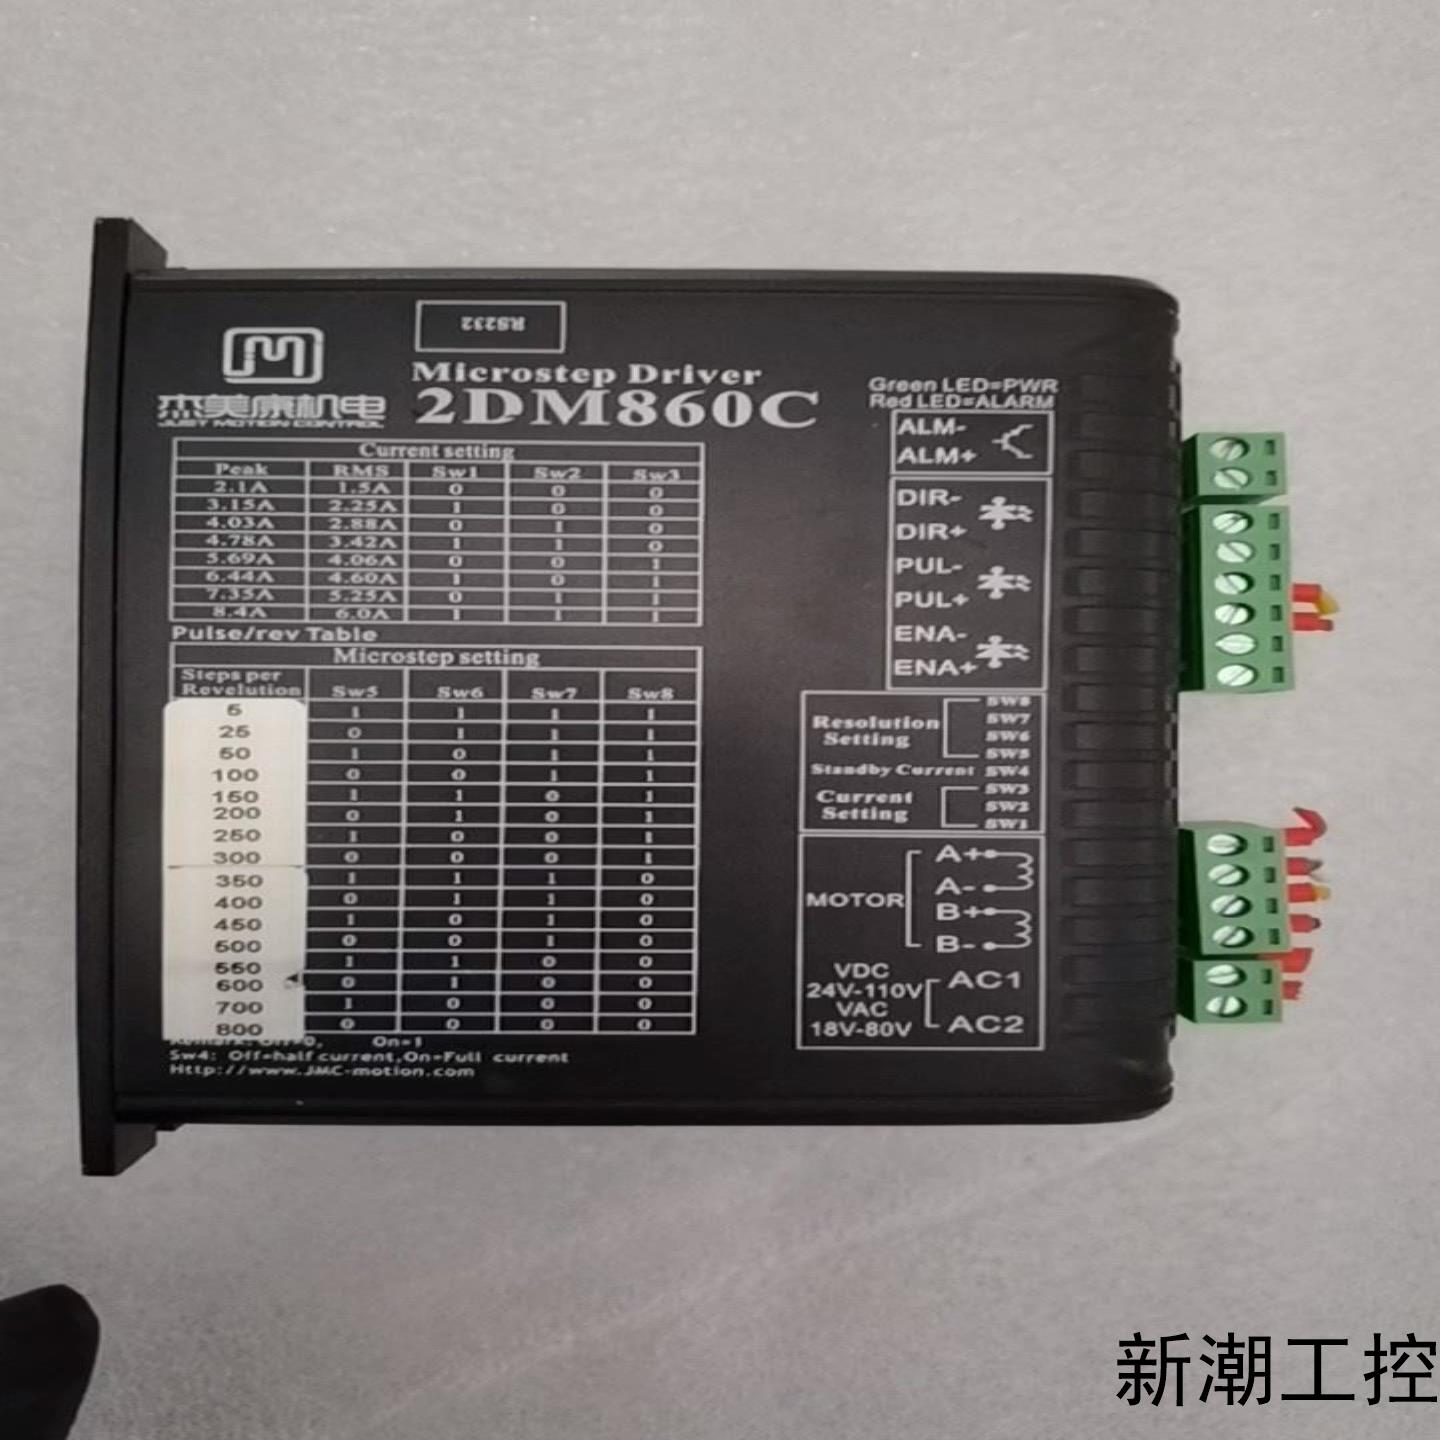 RS232
杰美康机电
JUST MOTION CONTROL
Microstep Driver
2DM860C
Current setting
Peak RMS Sw1 Sw2 Sw3
2.1A 1.5A 0 0 0
3.15A 2.25A 1 0 0
4.03A 2.88A 0 1 0
4.78A 3.42A 1 1 0
5.69A 4.06A 0 0 1
6.44A 4.60A 1 0 1
7.35A 5.25A 0 1 1
8.4A 6.0A 1 1 1
Pulse/rev Table
Microstep setting
Steps per
Revelution Sw5 Sw6 Sw7 Sw8
5 1 1 1 1
25 0 1 1 1
50 1 0 1 1
100 0 0 1 1
150 1 1 0 1
200 0 1 0 1
250 1 0 0 1
300 0 0 0 1
350 1 1 1 0
400 0 1 1 0
450 1 0 1 0
500 0 0 1 0
550 1 1 0 0
600 0 1 0 0
700 1 0 0 0
800 0 0 0 0
Remark: Off=0, On=1
Sw4: Off=half current,On=Full current
Http://www.JMC-motion.com
Green LED=PWR
Red LED=ALARM
ALM-
ALM+
DIR-
DIR+
PUL-
PUL+
ENA-
ENA+
Resolution
Setting
SW8
SW7
SW6
SW5
Standby Current SW4
Current
Setting
SW3
SW2
SW1
MOTOR
A+
A-
B+
B-
VDC
24V-110V
VAC
18V-80V
AC1
AC2
新潮工控